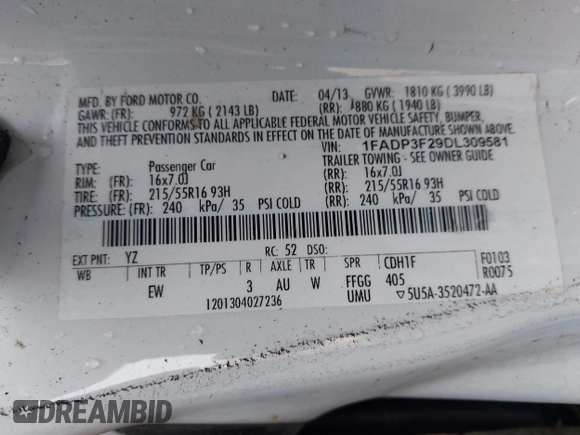 MFD. BY FORD MOTOR CO.
DATE: 04/13 GVWR: 1810 KG ( 3990 LB)
GAWR: (FR): 972 KG ( 2143 LB) (RR): 880 KG ( 1940 LB)
THIS VEHICLE CONFORMS TO ALL APPLICABLE FEDERAL MOTOR VEHICLE SAFETY, BUMPER,
AND THEFT PREVENTION STANDARDS IN EFFECT ON THE DATE OF MANUFACTURE SHOWN ABOVE.
VIN: 1FADP3F29DL309581
TYPE: Passenger Car TRAILER TOWING - SEE OWNER GUIDE
RIM: (FR): 16x7.0J (RR): 16x7.0J
TIRE: (FR): 215/55R16 93H (RR): 215/55R16 93H
PRESSURE: (FR): 240 kPa/ 35 PSI COLD (RR): 240 kPa/ 35 PSI COLD
EXT PNT: YZ RC: 52 DSO:
WB INT TR TP/PS R AXLE TR SPR CDH1F F0103
EW 3 AU W FFGG 405 R0075
1201304027236 UMU ▽5U5A-3520472-AA
DREAMBID